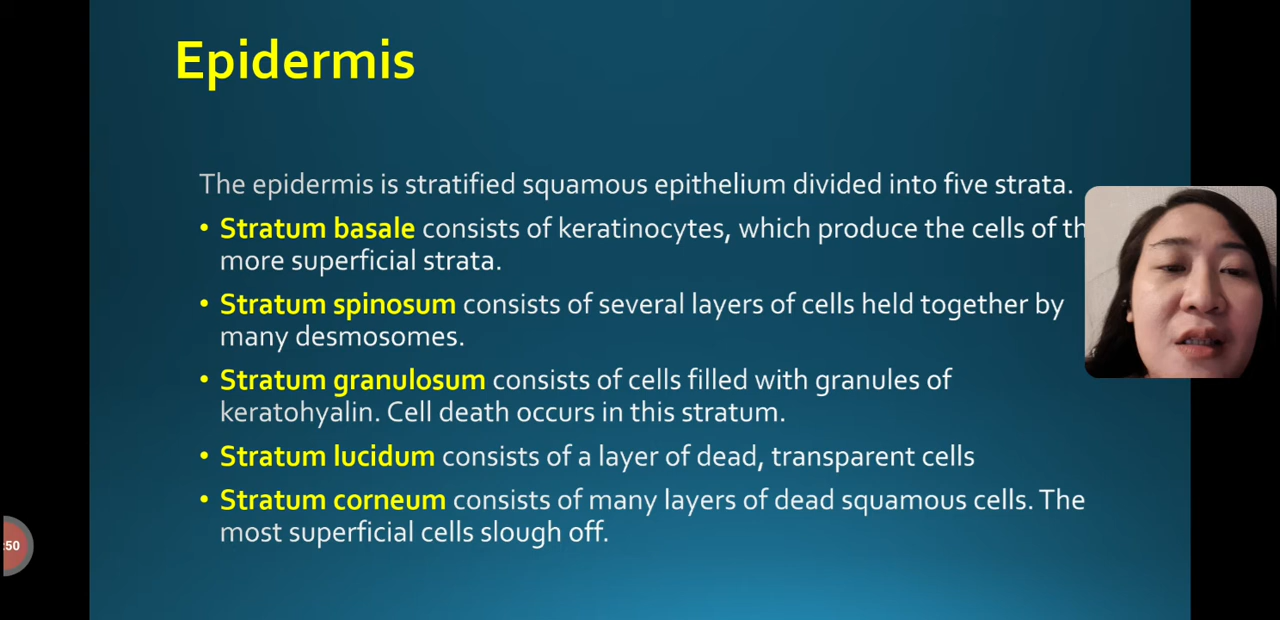 Epidermis
The epidermis is stratified squamous epithelium divided into five strata.
• Stratum basale consists of keratinocytes, which produce the cells of
more superficial strata.
• Stratum spinosum consists of several layers of cells held together by
many desmosomes.
• Stratum granulosum consists of cells filled with granules of
keratohyalin. Cell death occurs in this stratum.
• Stratum lucidum consists of a layer of dead, transparent cells
• Stratum corneum consists of many layers of dead squamous cells. The
most superficial cells slough off.
:50